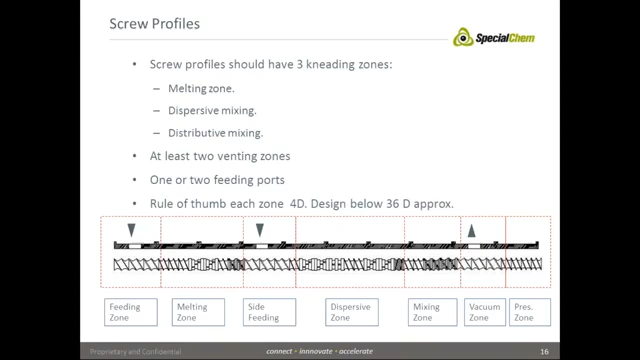 Screw Profiles
SpecialChem
• Screw profiles should have 3 kneading zones:
– Melting zone.
– Dispersive mixing.
– Distributive mixing.
• At least two venting zones
• One or two feeding ports
• Rule of thumb each zone 4D. Design below 36 D approx.
Feeding Zone
Melting Zone
Side Feeding
Dispersive Zone
Mixing Zone
Vacuum Zone
Pres. Zone
Proprietary and Confidential
connect • innnovate • accelerate
16